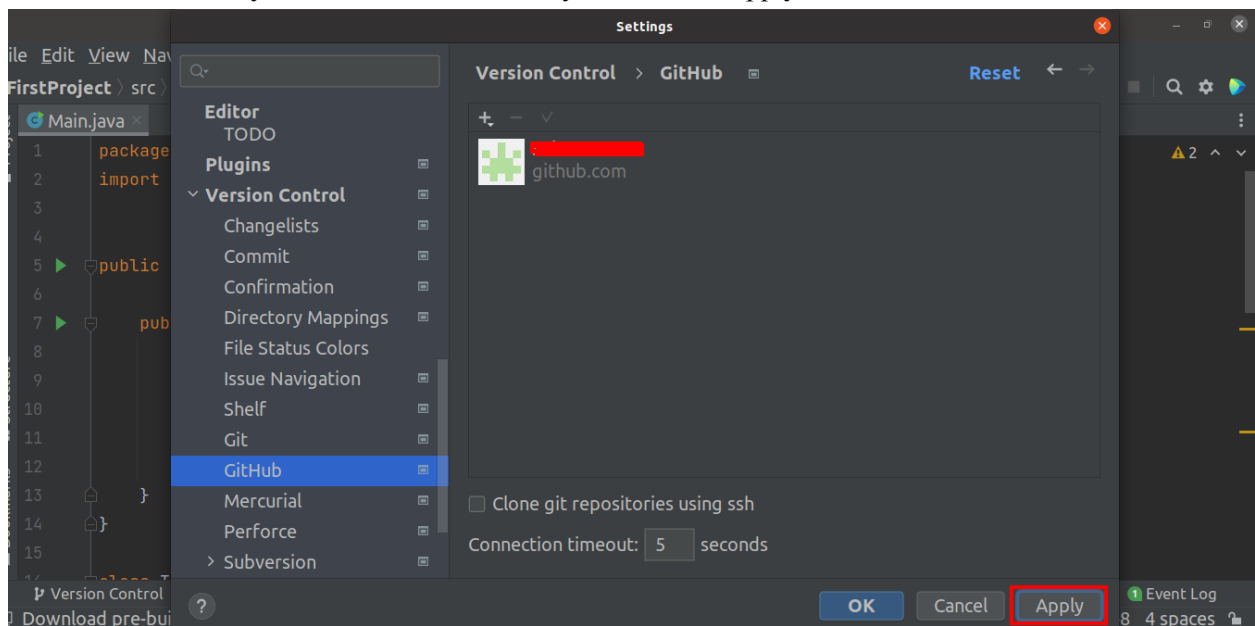 Apply
Settings
ile Edit View Nav
FirstProject > src >
Main.java
Version Control > GitHub
Reset
Editor
TODO
Plugins
Version Control
Changelists
Commit
Confirmation
Directory Mappings
File Status Colors
Issue Navigation
Shelf
Git
GitHub
Mercurial
Perforce
> Subversion
github.com
Clone git repositories using ssh
Connection timeout: 5 seconds
? OK Cancel Apply
1 package
2 import
3
4
5 public
6
7 pub
8
9
10
11
12
13 }
14 }
15
2
Version Control
1 Event Log
Download pre-bui
8 4 spaces